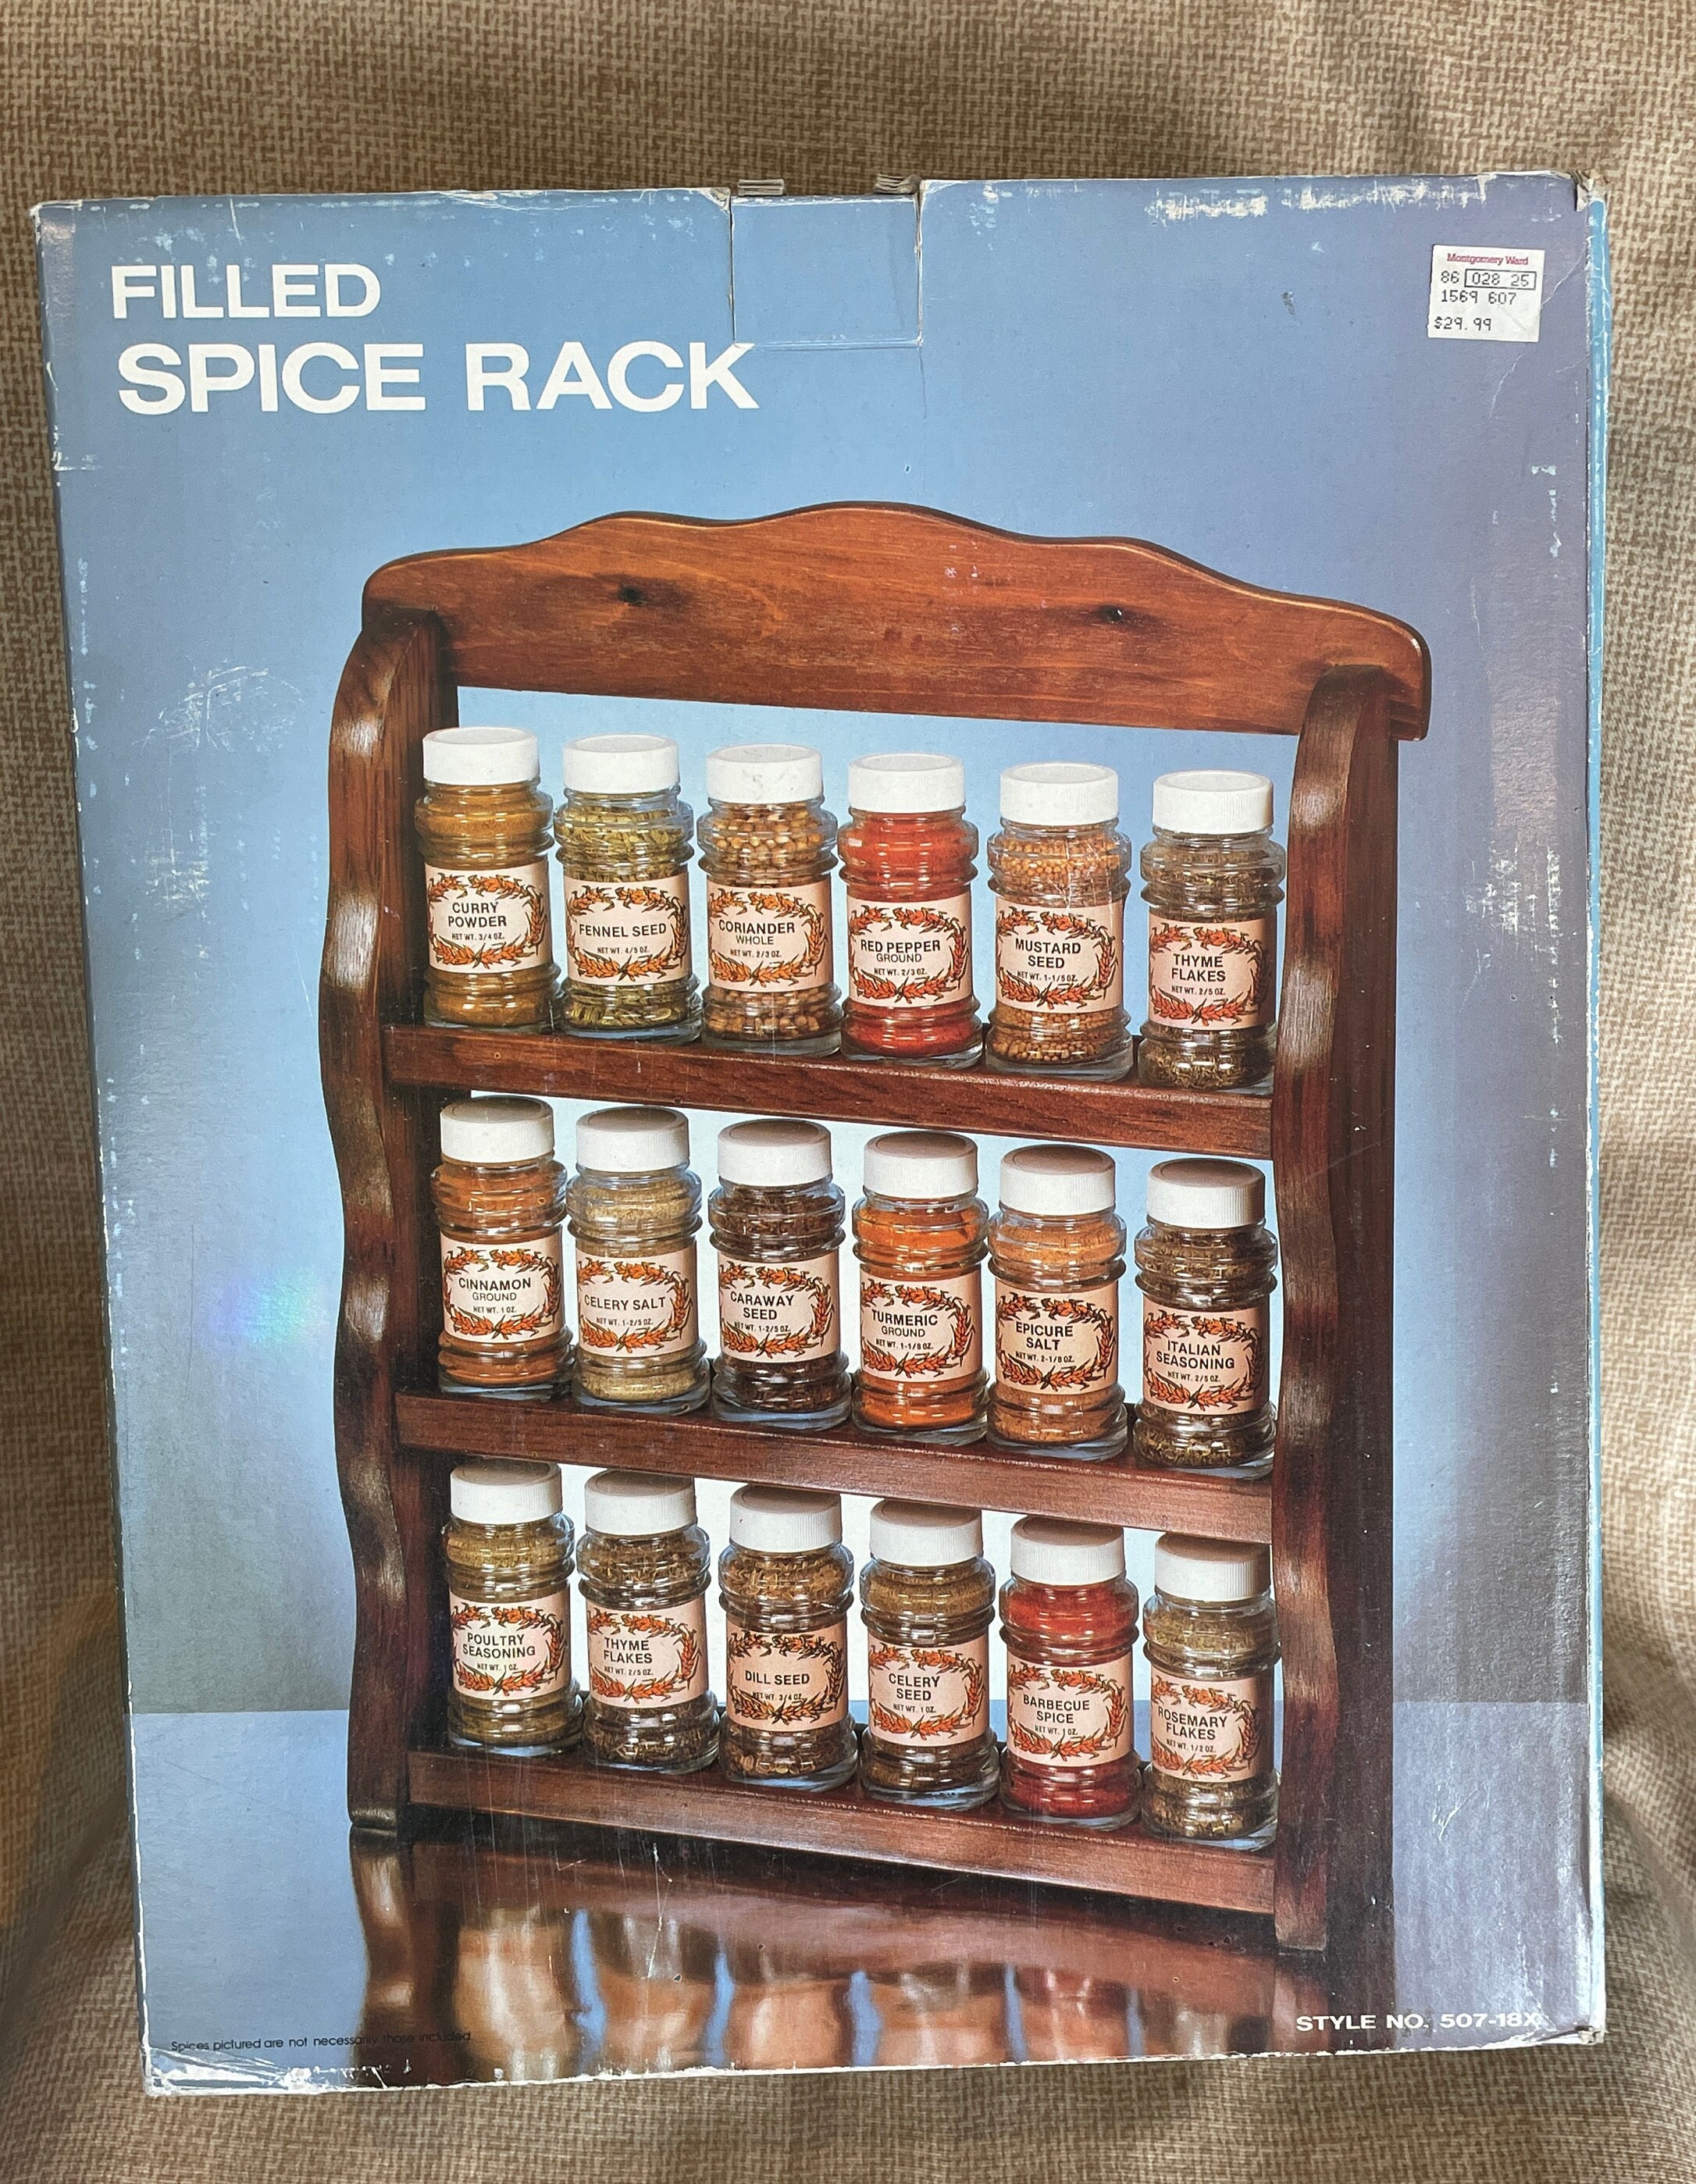 FILLED
SPICE RACK
Montgomery Ward
86 028 25
1569 607
$29.99
CURRY
POWDER
NET WT. 3/4 OZ.
FENNEL SEED
NET WT. 4/5 OZ.
CORIANDER
WHOLE
NET WT. 2/3 OZ.
RED PEPPER
GROUND
NET WT. 2/3 OZ.
MUSTARD
SEED
NET WT. 1-1/5 OZ.
THYME
FLAKES
NET WT. 2/5 OZ.
CINNAMON
GROUND
NET WT. 1 OZ.
CELERY SALT
NET WT. 1-2/5 OZ.
CARAWAY
SEED
NET WT. 1-2/5 OZ.
TURMERIC
GROUND
NET WT. 1-1/8 OZ.
EPICURE
SALT
NET WT. 2-1/8 OZ.
ITALIAN
SEASONING
NET WT. 2/5 OZ.
POULTRY
SEASONING
NET WT. 1 OZ.
THYME
FLAKES
NET WT. 2/5 OZ.
DILL SEED
NET WT. 3/4 OZ.
CELERY
SEED
NET WT. 1 OZ.
BARBECUE
SPICE
NET WT. 1 OZ.
ROSEMARY
FLAKES
NET WT. 1/2 OZ.
STYLE NO. 507-18X
Spices pictured are not necessarily those included.